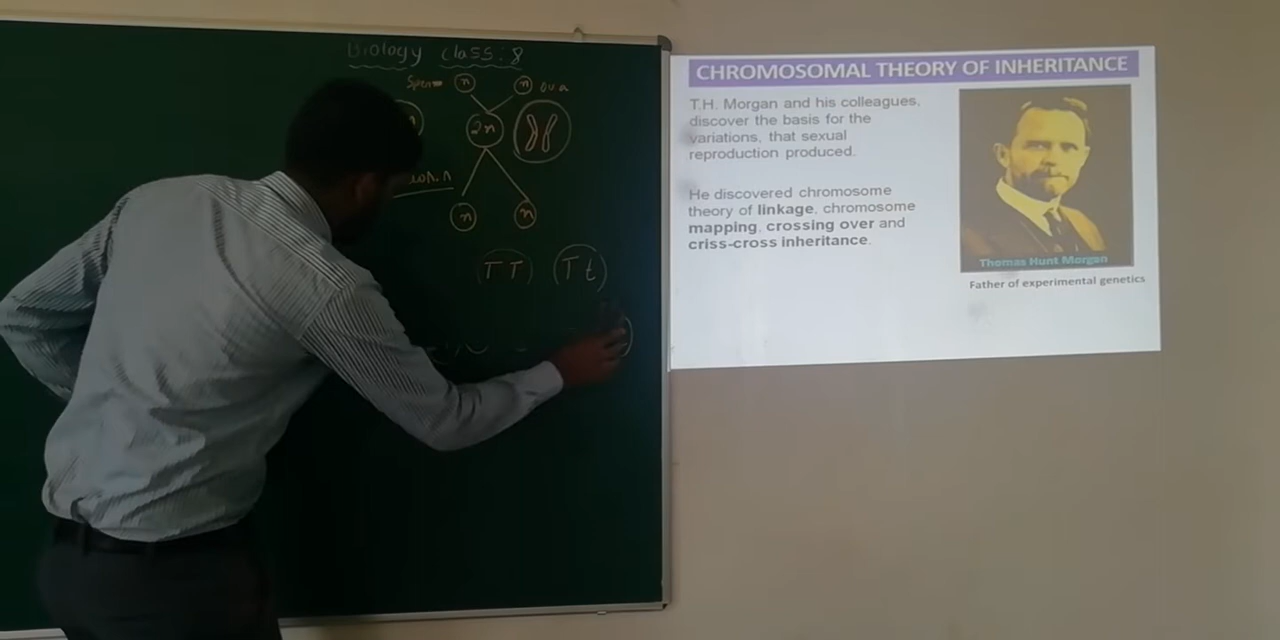 Biology Class: 8
Sperm n n ova
2n
n n
TT Tt
CHROMOSOMAL THEORY OF INHERITANCE
T.H. Morgan and his colleagues,
discover the basis for the
variations, that sexual
reproduction produced.
He discovered chromosome
theory of linkage, chromosome
mapping, crossing over and
criss-cross inheritance.
Thomas Hunt Morgan
Father of experimental genetics